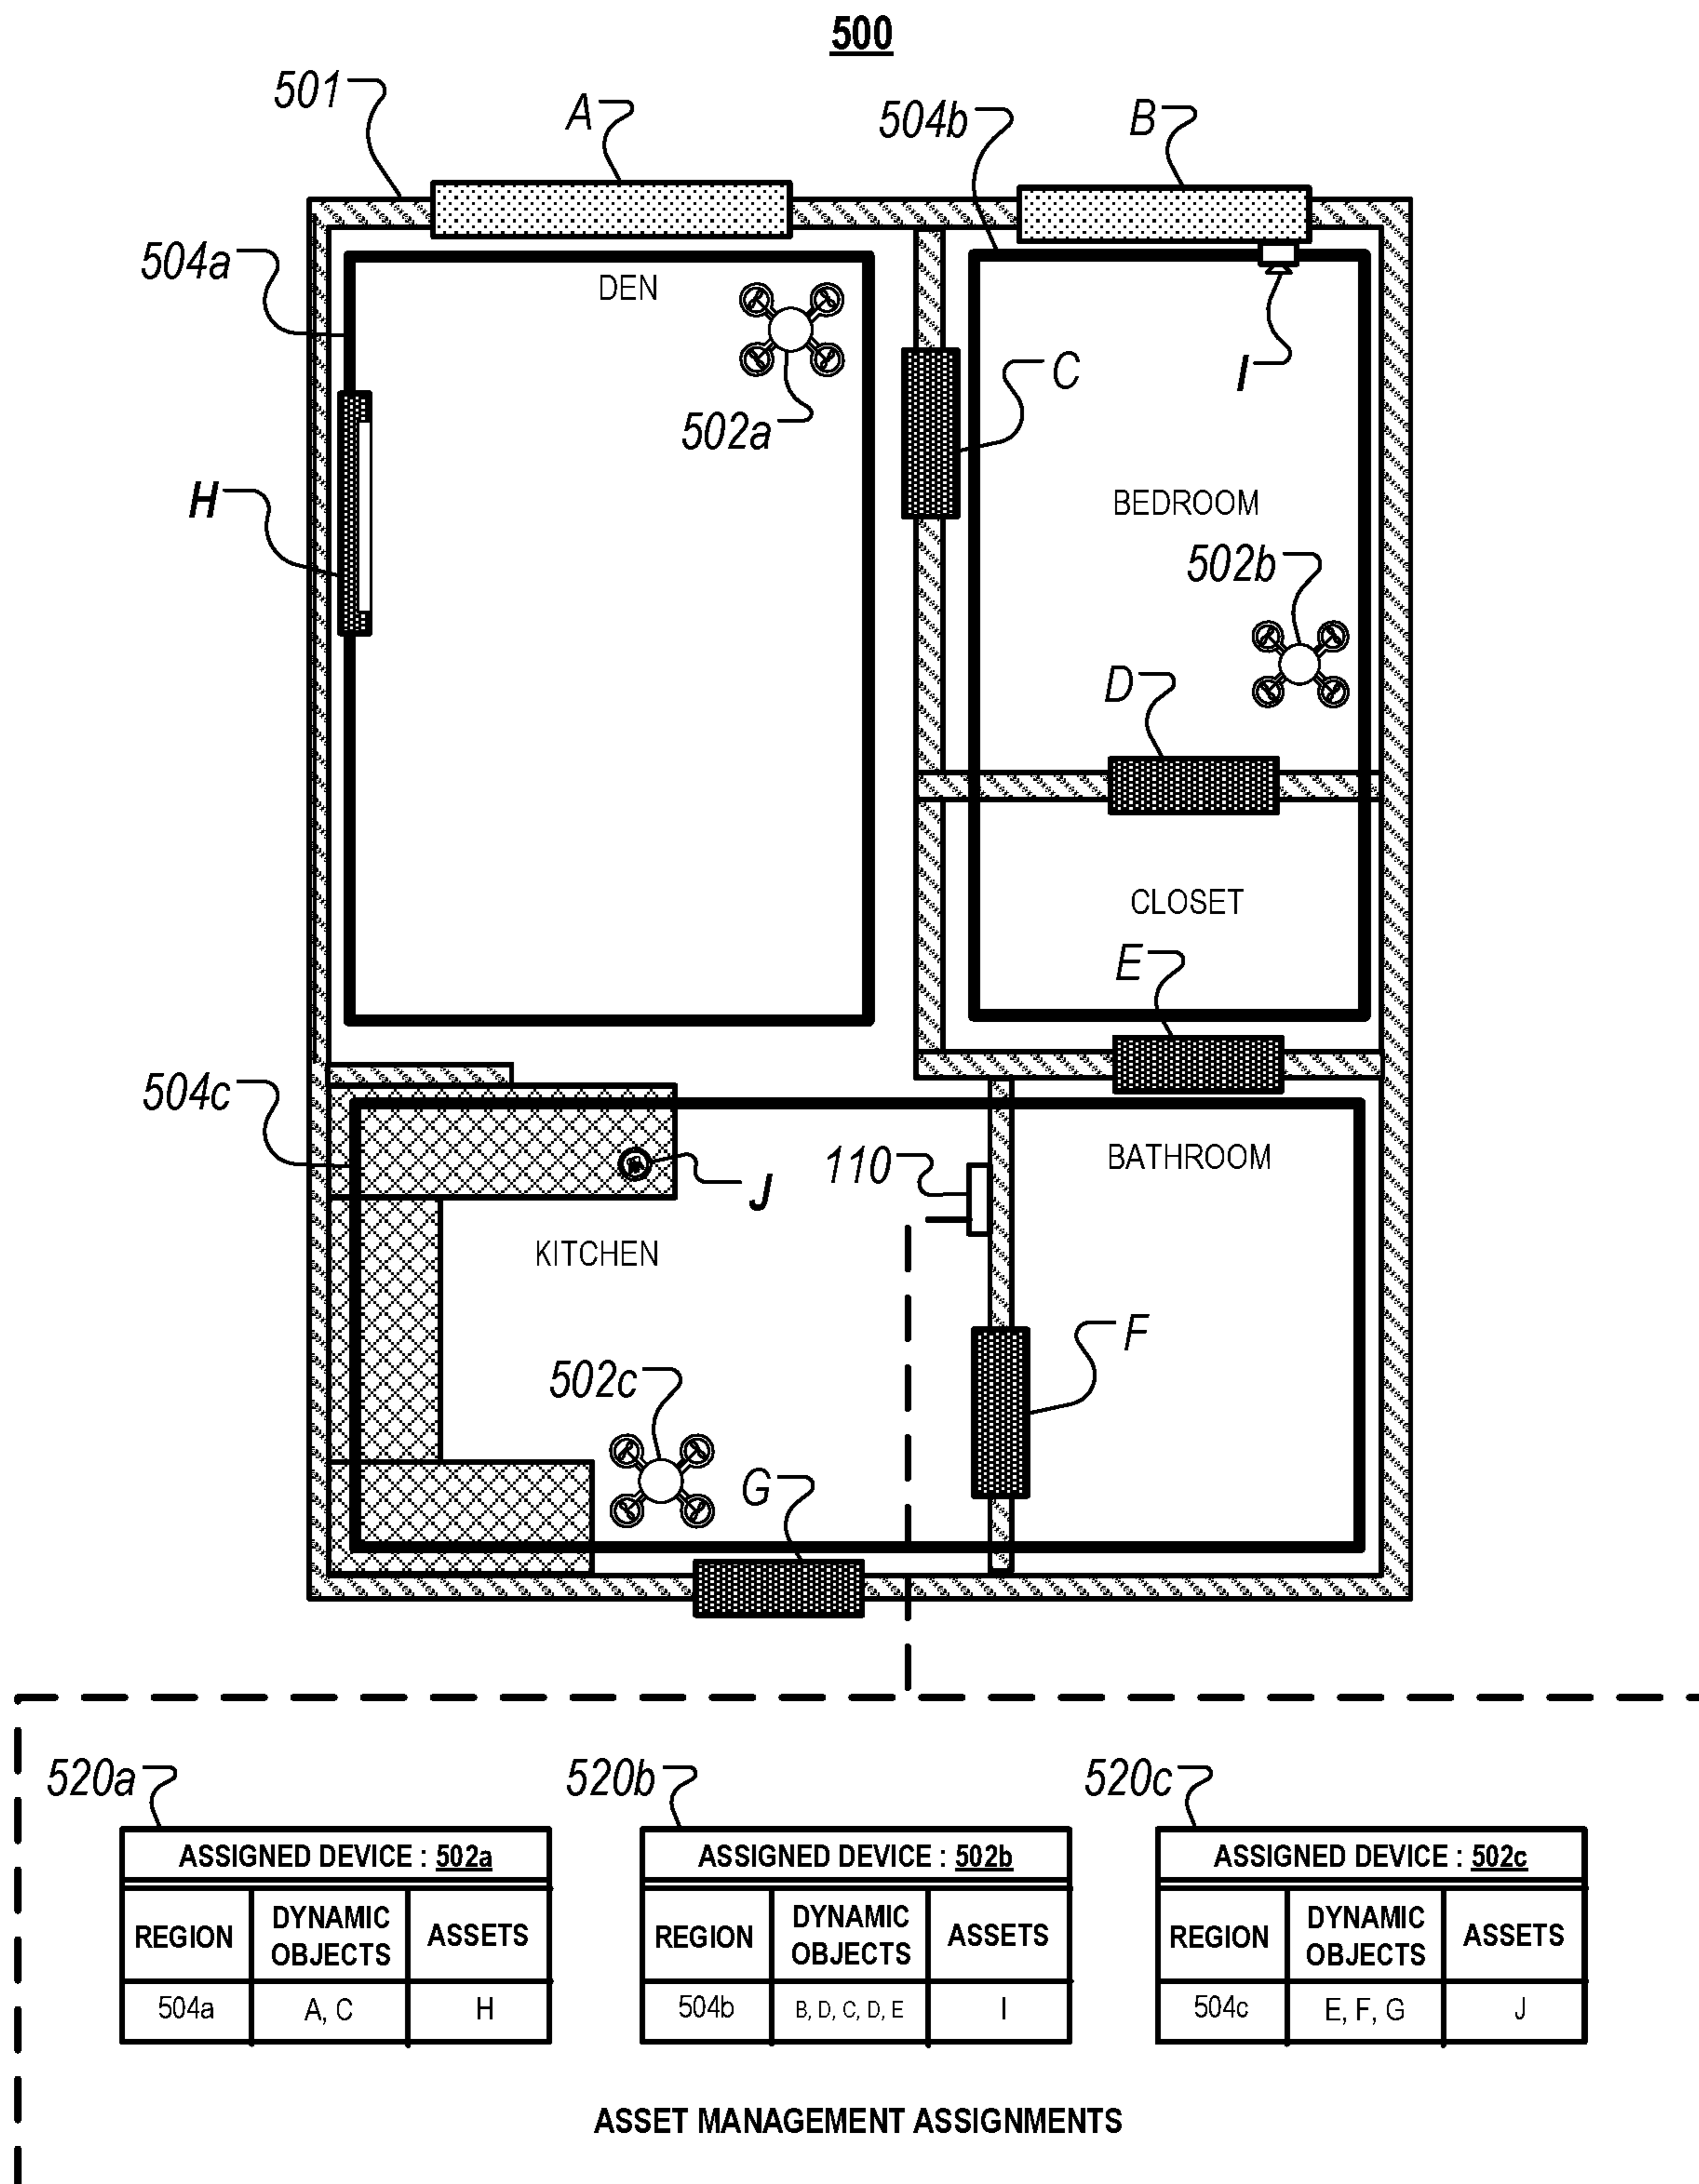 500
501
A
504b
B
504a
DEN
502a
C
I
H
BEDROOM
502b
D
CLOSET
E
504c
BATHROOM
110
J
KITCHEN
F
502c
G
520a
520b
520c
ASSIGNED DEVICE : 502a
REGION
DYNAMIC
OBJECTS
ASSETS
504a
A, C
H
ASSIGNED DEVICE : 502b
REGION
DYNAMIC
OBJECTS
ASSETS
504b
B, D, C, D, E
I
ASSIGNED DEVICE : 502c
REGION
DYNAMIC
OBJECTS
ASSETS
504c
E, F, G
J
ASSET MANAGEMENT ASSIGNMENTS